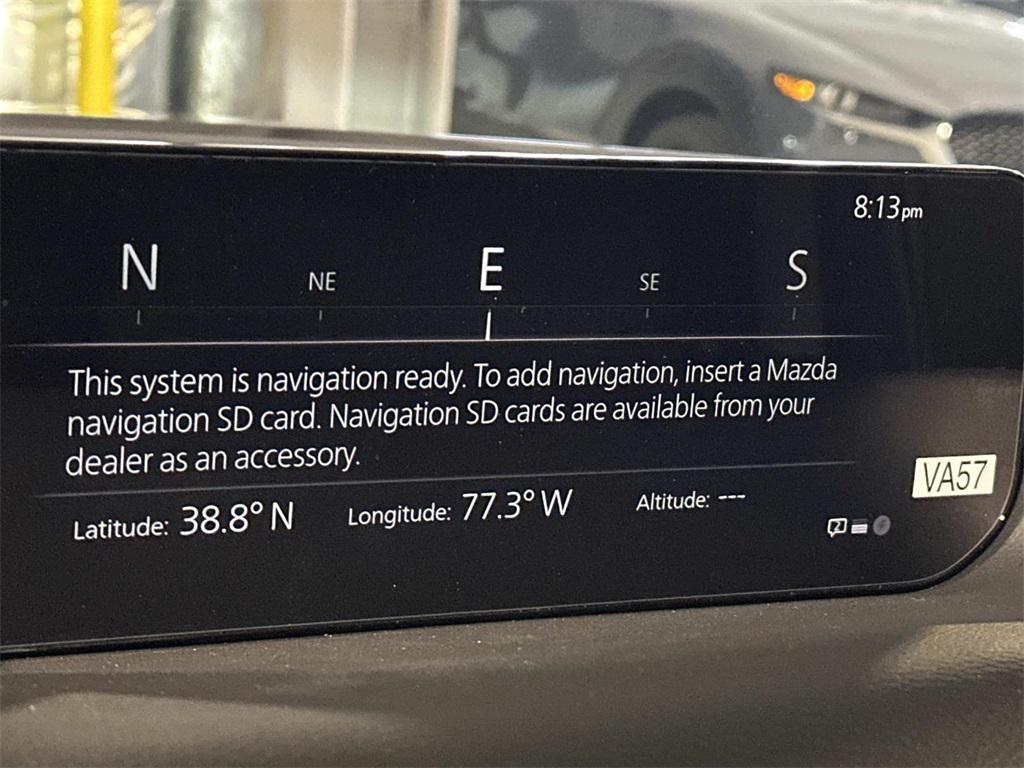 8:13pm
N NE E SE S
This system is navigation ready. To add navigation, insert a Mazda
navigation SD card. Navigation SD cards are available from your
dealer as an accessory.
VA57
Latitude: 38.8° N Longitude: 77.3° W Altitude: ---
2